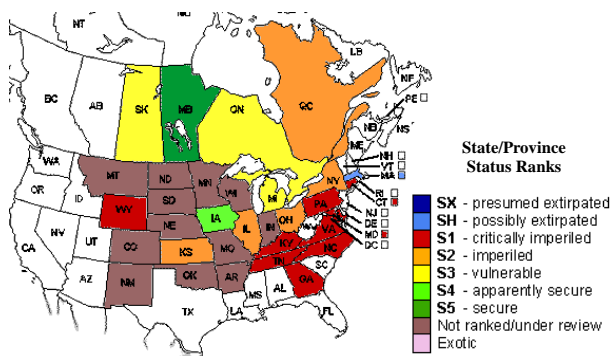 NT
LB
BC
AB
SK
MB
ON
QC
NF
PE
NB
NS
ME
NH
VT
MA
RI
CT
NJ
DE
MD
DC
WA
OR
ID
MT
ND
MN
WI
MI
NY
PA
WY
SD
IA
NE
IL
IN
OH
WV
VA
KY
NC
TN
SC
GA
NV
UT
CO
KS
MO
CA
AZ
NM
OK
AR
TX
LA
MS
AL
FL
State/Province
Status Ranks
SX - presumed extirpated
SH - possibly extirpated
S1 - critically imperiled
S2 - imperiled
S3 - vulnerable
S4 - apparently secure
S5 - secure
Not ranked/under review
Exotic